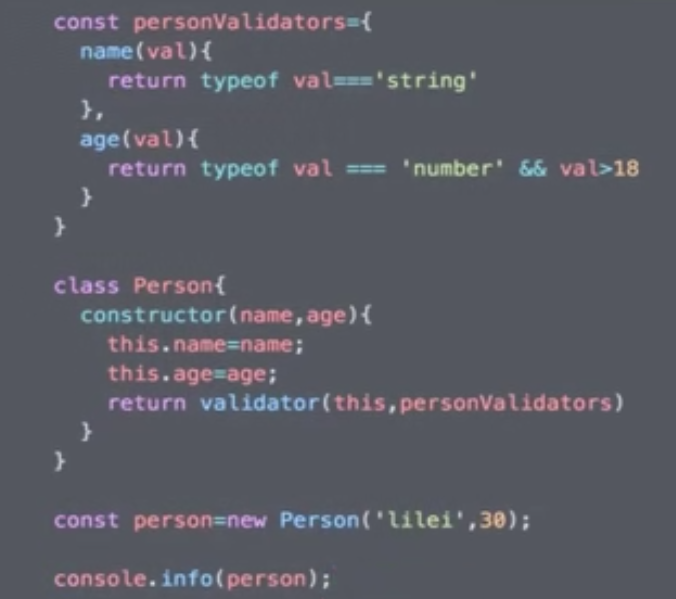 const personValidators={
name(val){
return typeof val==='string'
},
age(val){
return typeof val === 'number' && val>18
}
}
class Person{
constructor(name,age){
this.name=name;
this.age=age;
return validator(this,personValidators)
}
}
const person=new Person('lilei',30);
console.info(person);